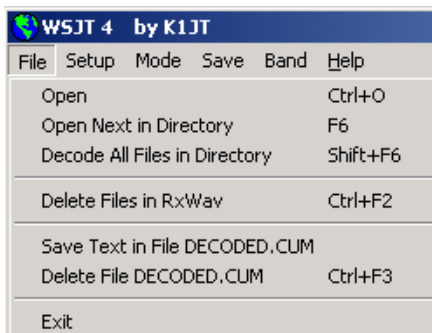 WSJT 4 by K1JT
File Setup Mode Save Band Help
Open Ctrl+O
Open Next in Directory F6
Decode All Files in Directory Shift+F6
Delete Files in RxWav Ctrl+F2
Save Text in File DECODED.CUM
Delete File DECODED.CUM Ctrl+F3
Exit